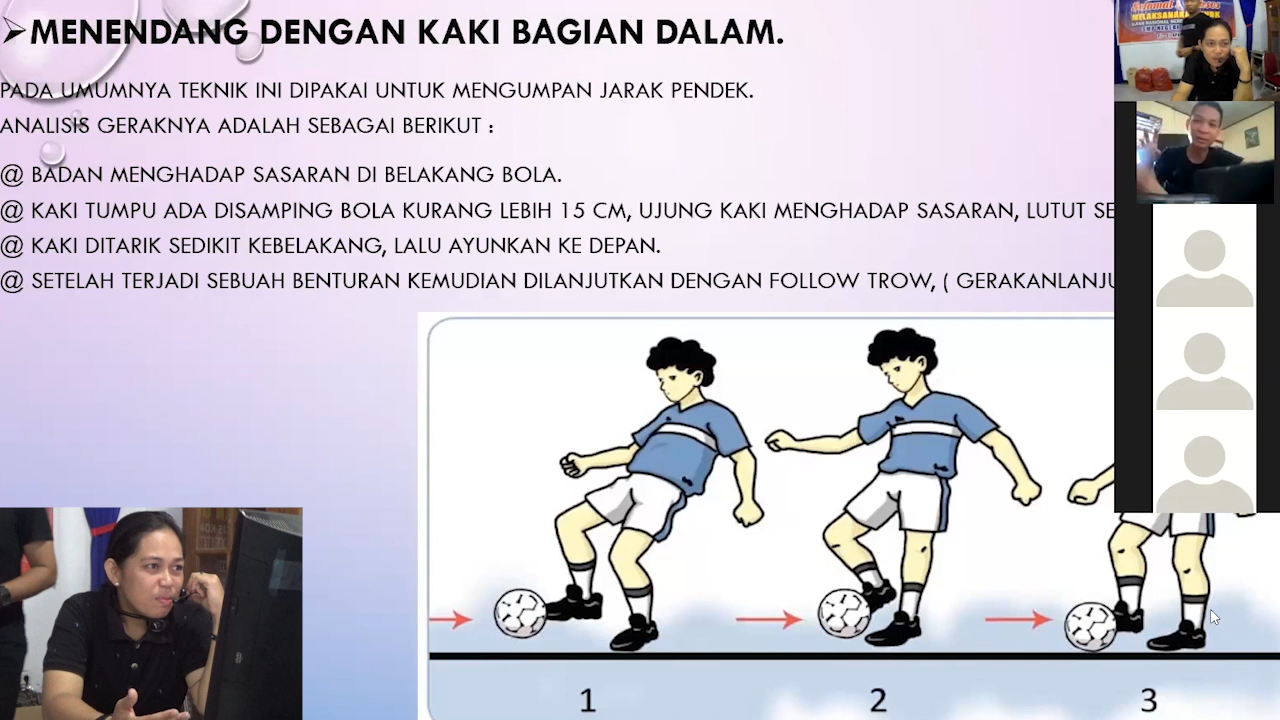 ➢MENENDANG DENGAN KAKI BAGIAN DALAM.
PADA UMUMNYA TEKNIK INI DIPAKAI UNTUK MENGUMPAN JARAK PENDEK.
ANALISIS GERAKNYA ADALAH SEBAGAI BERIKUT :
@ BADAN MENGHADAP SASARAN DI BELAKANG BOLA.
@ KAKI TUMPU ADA DISAMPING BOLA KURANG LEBIH 15 CM, UJUNG KAKI MENGHADAP SASARAN, LUTUT SE
@ KAKI DITARIK SEDIKIT KEBELAKANG, LALU AYUNKAN KE DEPAN.
@ SETELAH TERJADI SEBUAH BENTURAN KEMUDIAN DILANJUTKAN DENGAN FOLLOW TROW, ( GERAKANLANJU
1 2 3